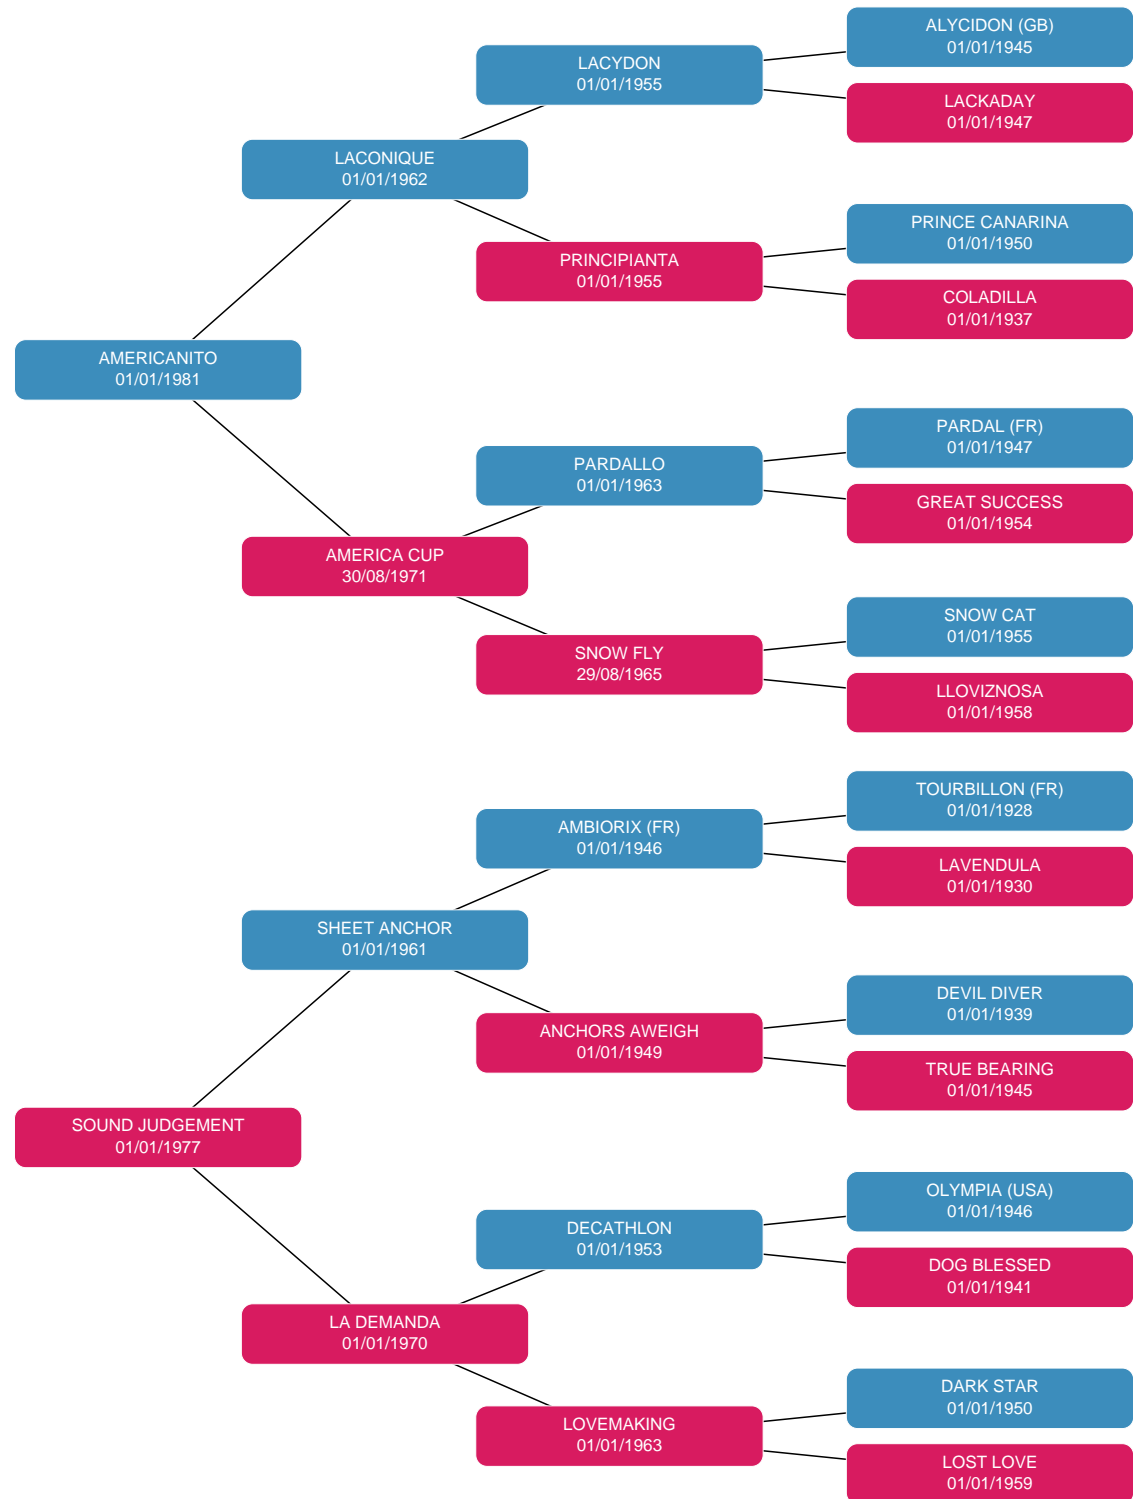 ALYCIDON (GB)
01/01/1945
LACYDON
01/01/1955
LACKADAY
01/01/1947
LACONIQUE
01/01/1962
PRINCE CANARINA
01/01/1950
PRINCIPIANTA
01/01/1955
COLADILLA
01/01/1937
AMERICANITO
01/01/1981
PARDAL (FR)
01/01/1947
PARDALLO
01/01/1963
GREAT SUCCESS
01/01/1954
AMERICA CUP
30/08/1971
SNOW CAT
01/01/1955
SNOW FLY
29/08/1965
LLOVIZNOSA
01/01/1958
TOURBILLON (FR)
01/01/1928
AMBIORIX (FR)
01/01/1946
LAVENDULA
01/01/1930
SHEET ANCHOR
01/01/1961
DEVIL DIVER
01/01/1939
ANCHORS AWEIGH
01/01/1949
TRUE BEARING
01/01/1945
SOUND JUDGEMENT
01/01/1977
OLYMPIA (USA)
01/01/1946
DECATHLON
01/01/1953
DOG BLESSED
01/01/1941
LA DEMANDA
01/01/1970
DARK STAR
01/01/1950
LOVEMAKING
01/01/1963
LOST LOVE
01/01/1959